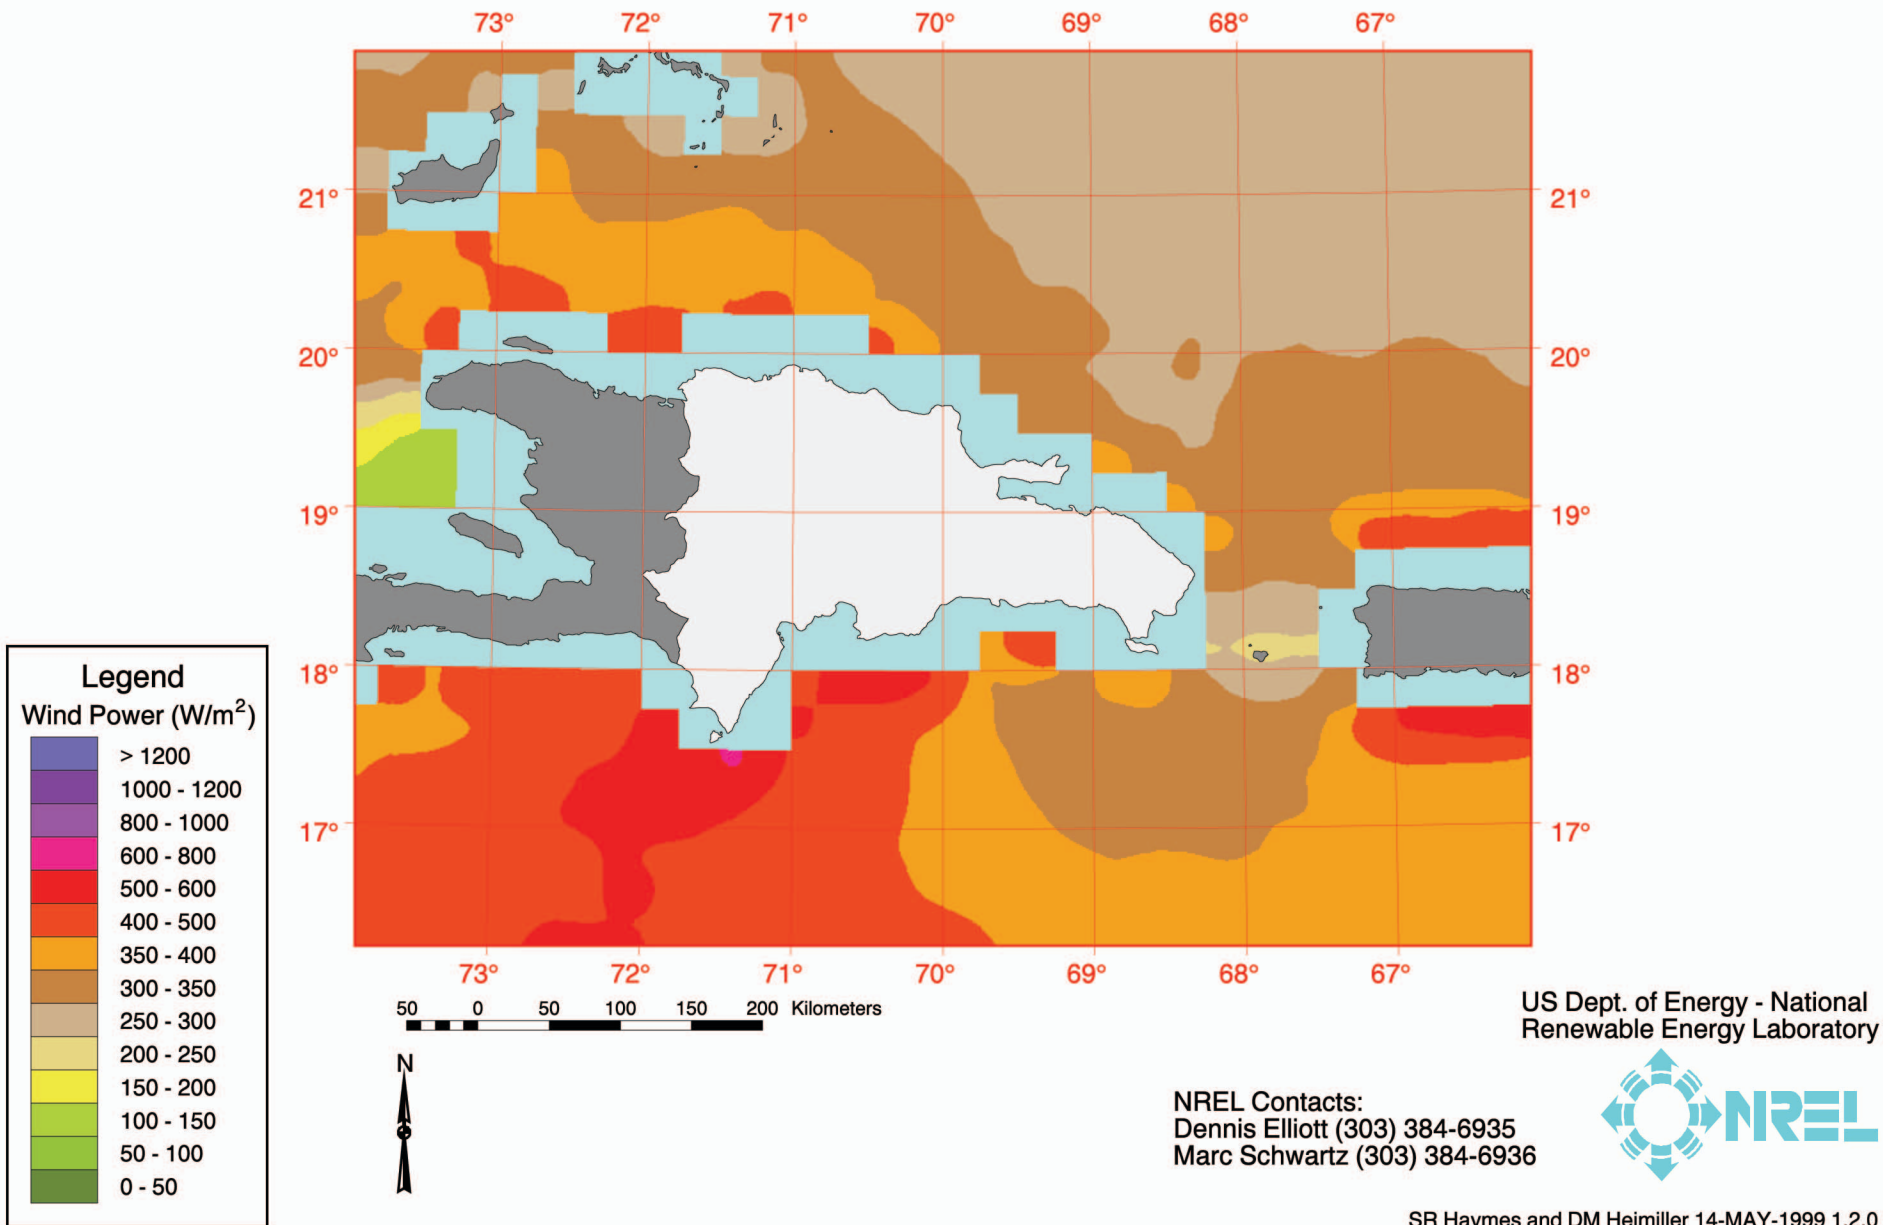 73° 72° 71° 70° 69° 68° 67°
21° 21°
20° 20°
19° 19°
18° 18°
17° 17°
73° 72° 71° 70° 69° 68° 67°
Legend
Wind Power (W/m²)
> 1200
1000 - 1200
800 - 1000
600 - 800
500 - 600
400 - 500
350 - 400
300 - 350
250 - 300
200 - 250
150 - 200
100 - 150
50 - 100
0 - 50
50 0 50 100 150 200 Kilometers
N
US Dept. of Energy - National
Renewable Energy Laboratory
NREL
NREL Contacts:
Dennis Elliott (303) 384-6935
Marc Schwartz (303) 384-6936
SR Haymes and DM Heimiller 14-MAY-1999 1.2.0